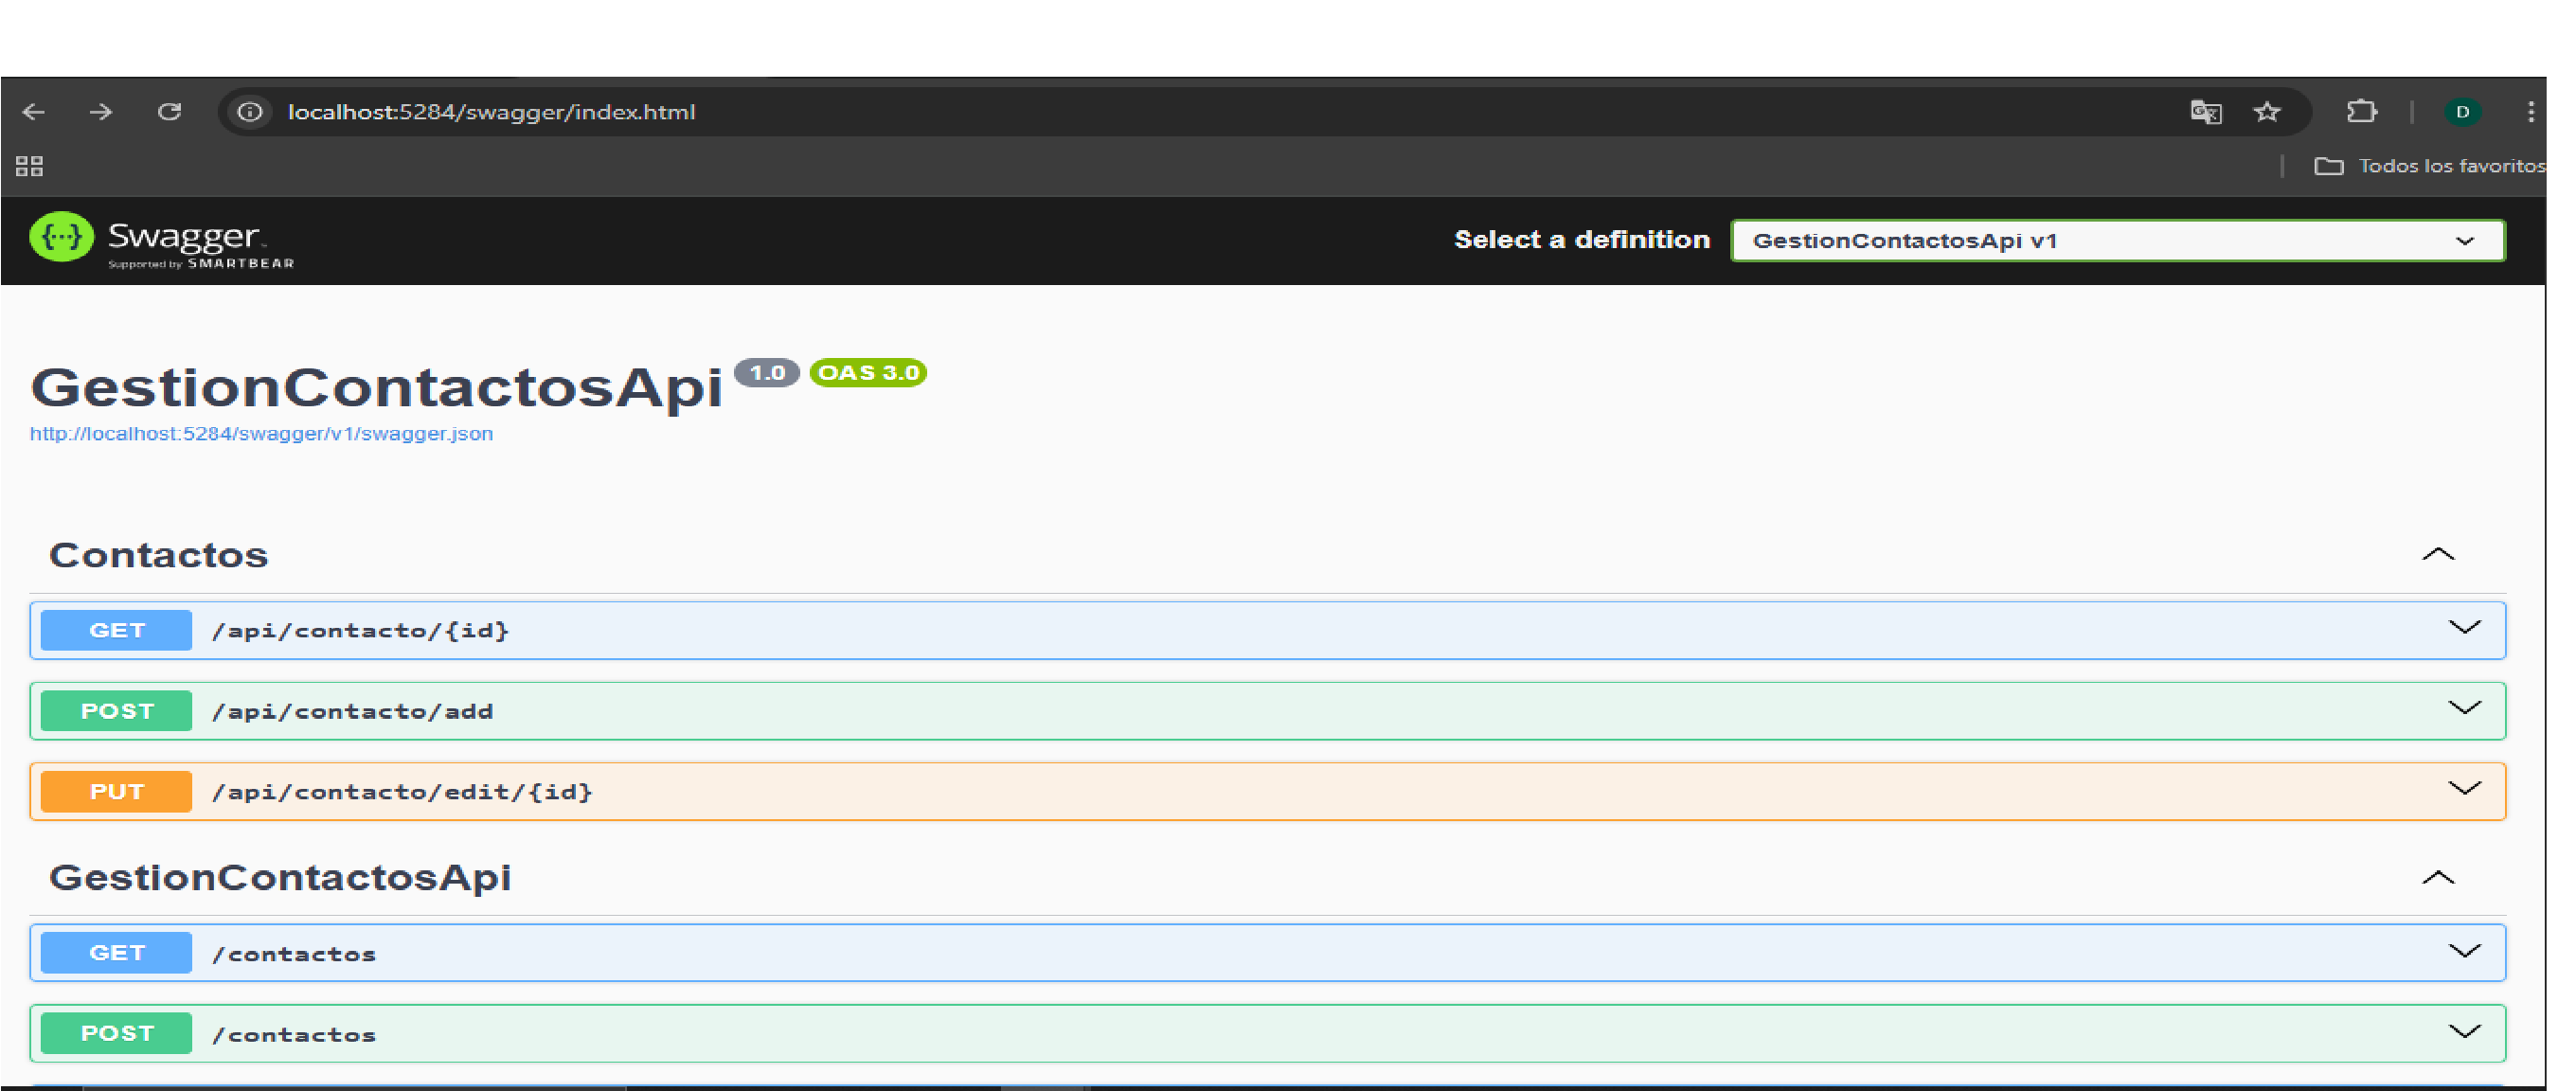 localhost:5284/swagger/index.html
D
Todos los favoritos
Swagger
Supported by SMARTBEAR
Select a definition
GestionContactosApi v1
GestionContactosApi 1.0 OAS 3.0
http://localhost:5284/swagger/v1/swagger.json
Contactos
GET /api/contacto/{id}
POST /api/contacto/add
PUT /api/contacto/edit/{id}
GestionContactosApi
GET /contactos
POST /contactos